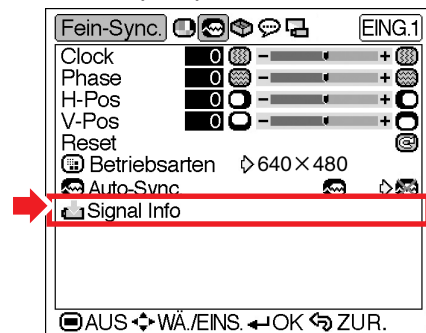 Fein-Sync. EING.1
Clock 0 - +
Phase 0 - +
H-Pos 0 - +
V-Pos 0 - +
Reset
Betriebsarten 640×480
Auto-Sync
Signal Info
AUS WÄ./EINS. OK ZUR.